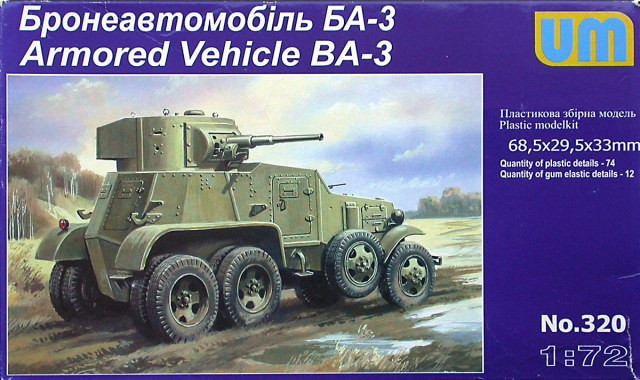 Бронеавтомобіль БА-3
Armored Vehicle BA-3
um
Пластикова збірна модель
Plastic modelkit
68,5x29,5x33mm
Quantity of plastic details - 74
Quantity of gum elastic details - 12
No.320
1:72